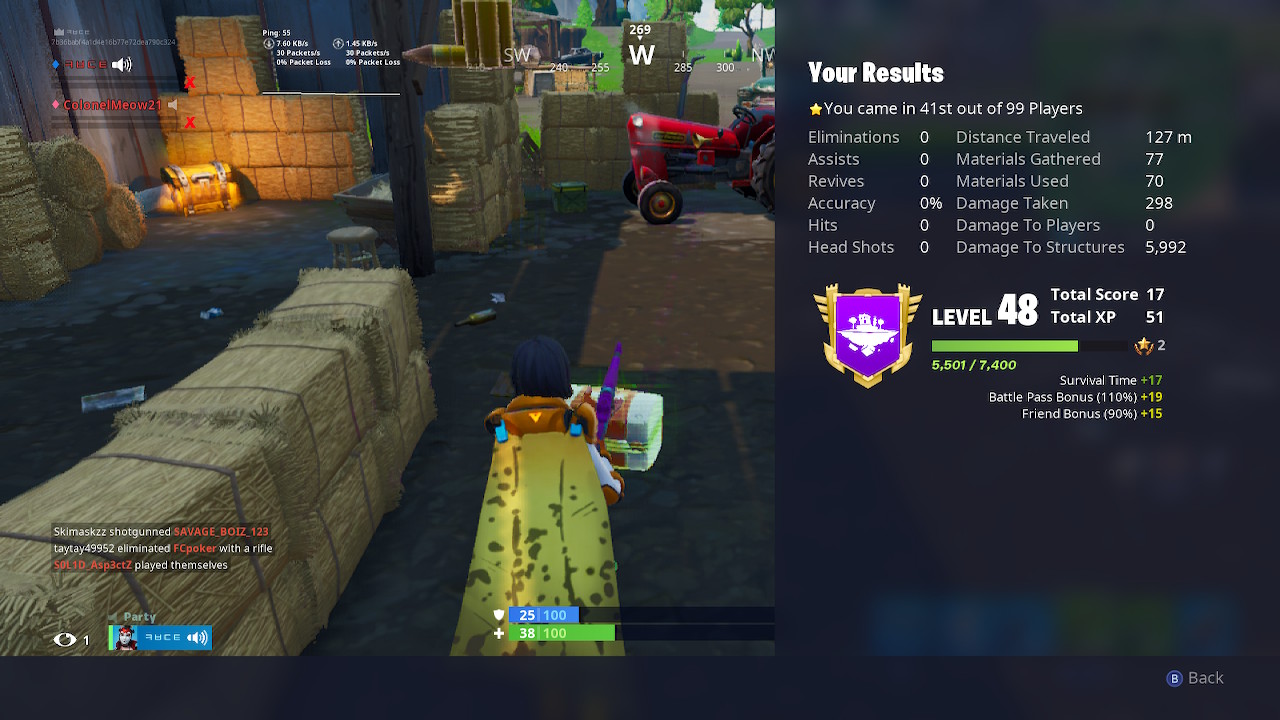 ꟻUCE
7b36babf4a1d4e16b77e72dea799c324
Ping: 55
7.60 KB/s 1.45 KB/s
30 Packets/s 30 Packets/s
0% Packet Loss 0% Packet Loss
ColonelMeow21
X
X
269
SW 240 255 W 285 300 NW
Your Results
You came in 41st out of 99 Players
Eliminations 0 Distance Traveled 127 m
Assists 0 Materials Gathered 77
Revives 0 Materials Used 70
Accuracy 0% Damage Taken 298
Hits 0 Damage To Players 0
Head Shots 0 Damage To Structures 5,992
LEVEL 48
Total Score 17
Total XP 51
2
5,501 / 7,400
Survival Time +17
Battle Pass Bonus (110%) +19
Friend Bonus (90%) +15
Skimaskzz shotgunned SAVAGE_BOIZ_123
taytay49952 eliminated FCpoker with a rifle
S0L1D_Asp3ctZ played themselves
Party
1
25 | 100
38 | 100
B Back